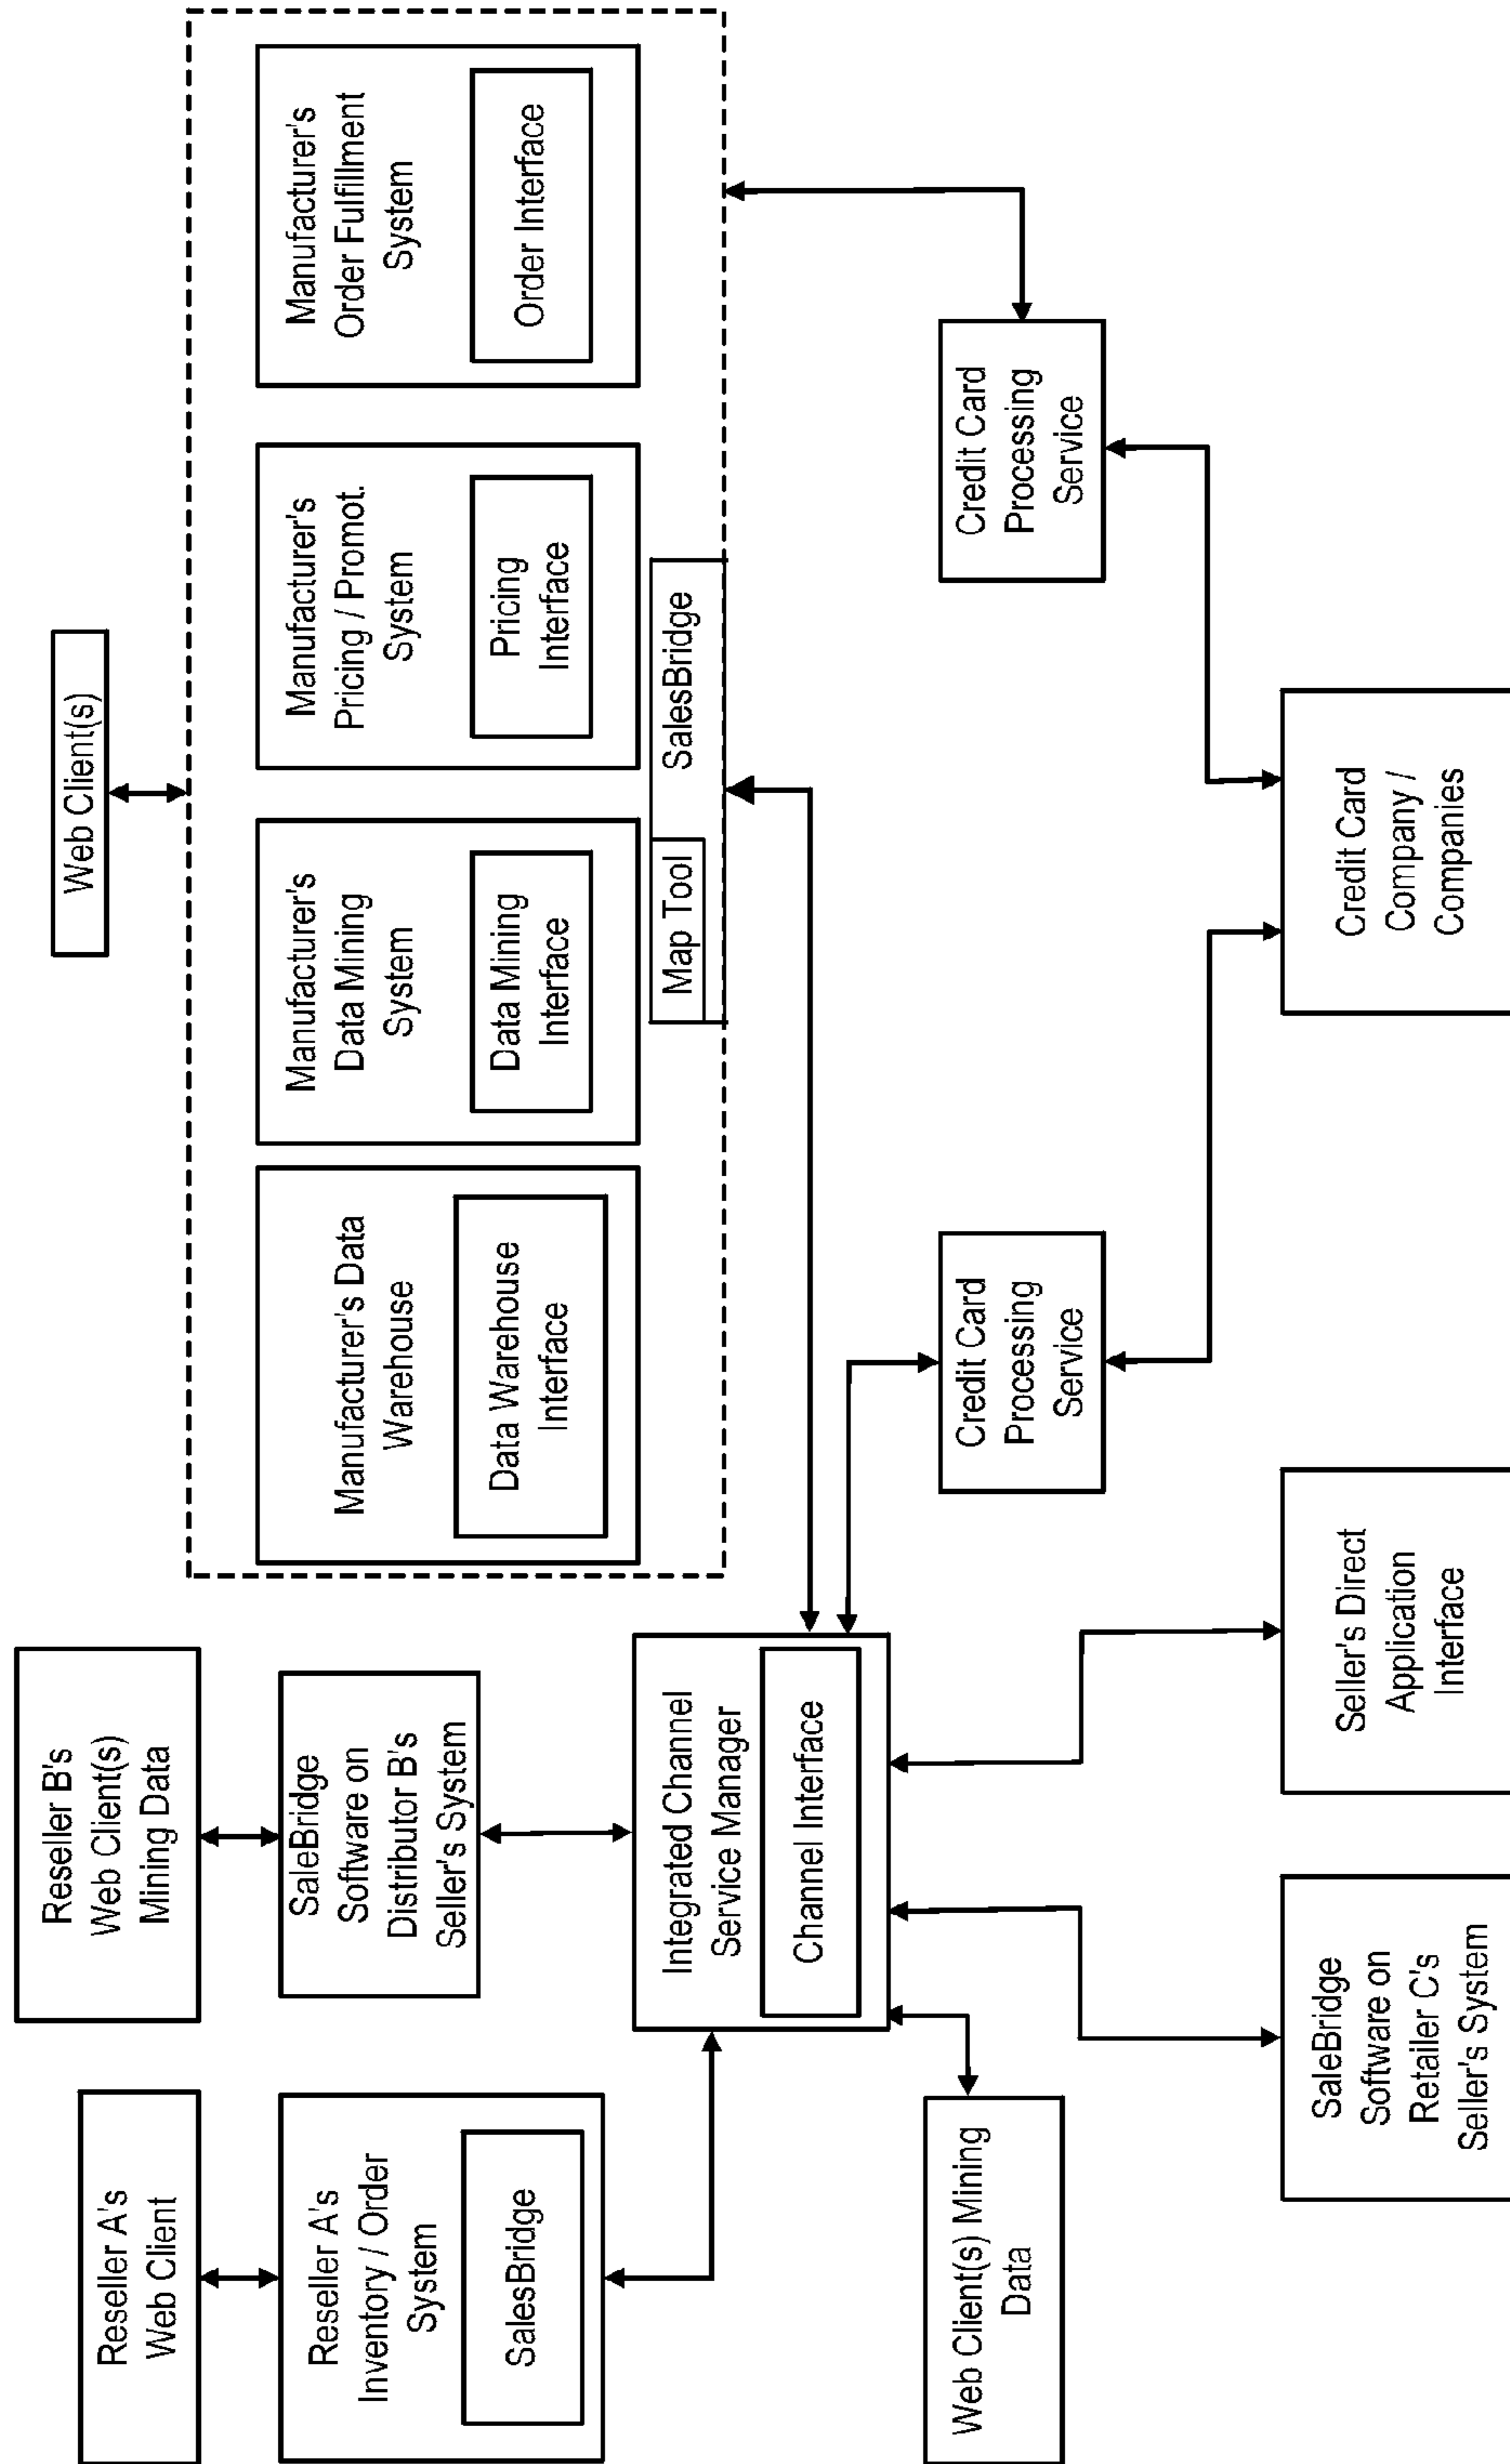 Reseller A's
Web Client
Reseller B's
Web Client(s)
Mining Data
Web Client(s)
Reseller A's
Inventory / Order
System
SalesBridge
SaleBridge
Software on
Distributor B's
Seller's System
Manufacturer's Data
Warehouse
Data Warehouse
Interface
Manufacturer's
Data Mining
System
Data Mining
Interface
Manufacturer's
Pricing / Promot.
System
Pricing
Interface
Manufacturer's
Order Fulfillment
System
Order Interface
Map Tool
SalesBridge
Integrated Channel
Service Manager
Channel Interface
Web Client(s) Mining
Data
Credit Card
Processing
Service
Credit Card
Processing
Service
SaleBridge
Software on
Retailer C's
Seller's System
Seller's Direct
Application
Interface
Credit Card
Company /
Companies